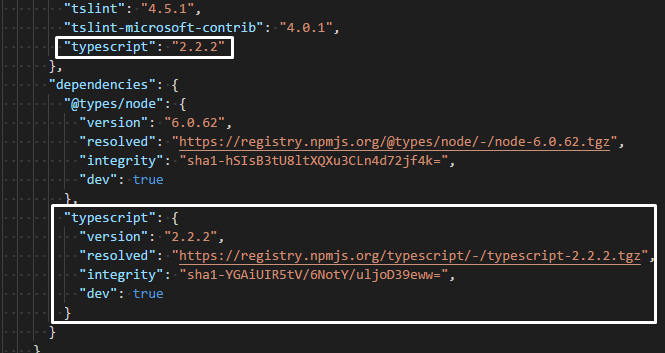 "tslint": "4.5.1",
"tslint-microsoft-contrib": "4.0.1",
"typescript": "2.2.2"
},
"dependencies": {
"@types/node": {
"version": "6.0.62",
"resolved": "https://registry.npmjs.org/@types/node/-/node-6.0.62.tgz",
"integrity": "sha1-hSIsB3tU8ltXQXu3CLn4d72jf4k=",
"dev": true
},
"typescript": {
"version": "2.2.2",
"resolved": "https://registry.npmjs.org/typescript/-/typescript-2.2.2.tgz",
"integrity": "sha1-YGAiUIR5tV/6NotY/uljoD39eww=",
"dev": true
}
}
}